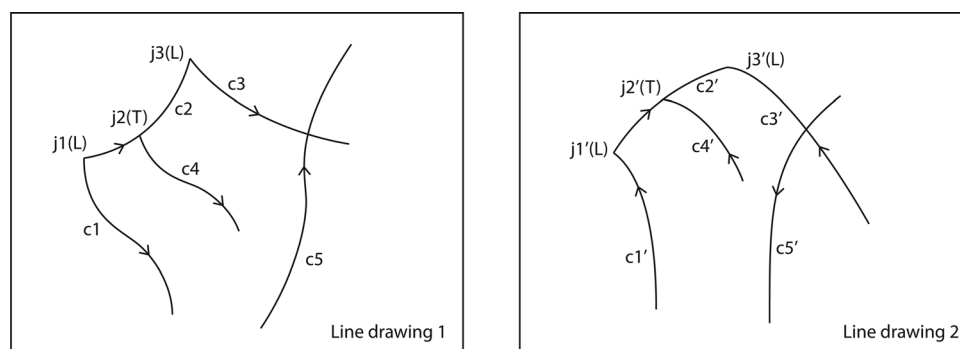 j3(L)
c3
j2(T)
c2
j1(L)
c4
c1
c5
Line drawing 1
j3′(L)
j2′(T)
c2′
c3′
j1′(L)
c4′
c1′
c5′
Line drawing 2